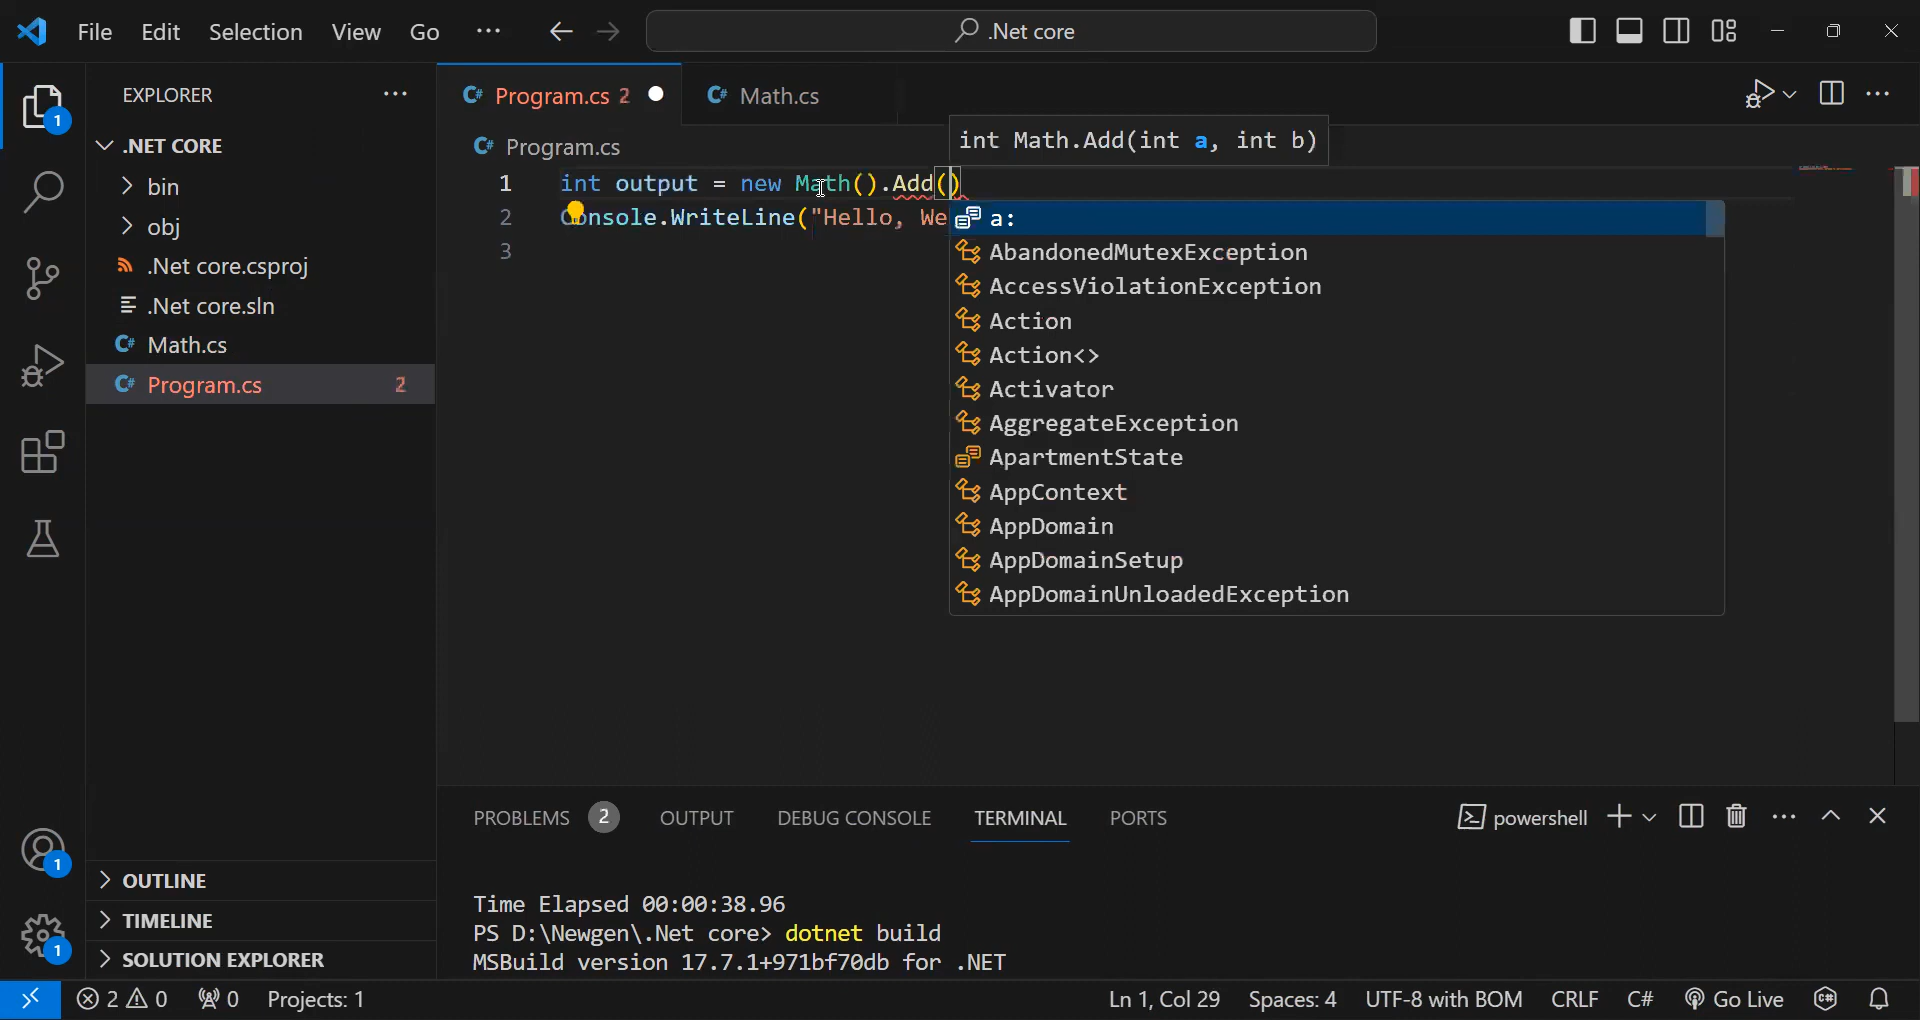 File Edit Selection View Go ··· .Net core
EXPLORER ···
.NET CORE
bin
obj
.Net core.csproj
.Net core.sln
Math.cs
Program.cs 2
OUTLINE
TIMELINE
SOLUTION EXPLORER
1
1
1
Program.cs 2 Math.cs
Program.cs
int Math.Add(int a, int b)
1 int output = new Math().Add()
2 Console.WriteLine("Hello, We
3
a:
AbandonedMutexException
AccessViolationException
Action
Action<>
Activator
AggregateException
ApartmentState
AppContext
AppDomain
AppDomainSetup
AppDomainUnloadedException
PROBLEMS 2 OUTPUT DEBUG CONSOLE TERMINAL PORTS powershell
Time Elapsed 00:00:38.96
PS D:\Newgen\.Net core> dotnet build
MSBuild version 17.7.1+971bf70db for .NET
2 0 0 Projects: 1 Ln 1, Col 29 Spaces: 4 UTF-8 with BOM CRLF C# Go Live